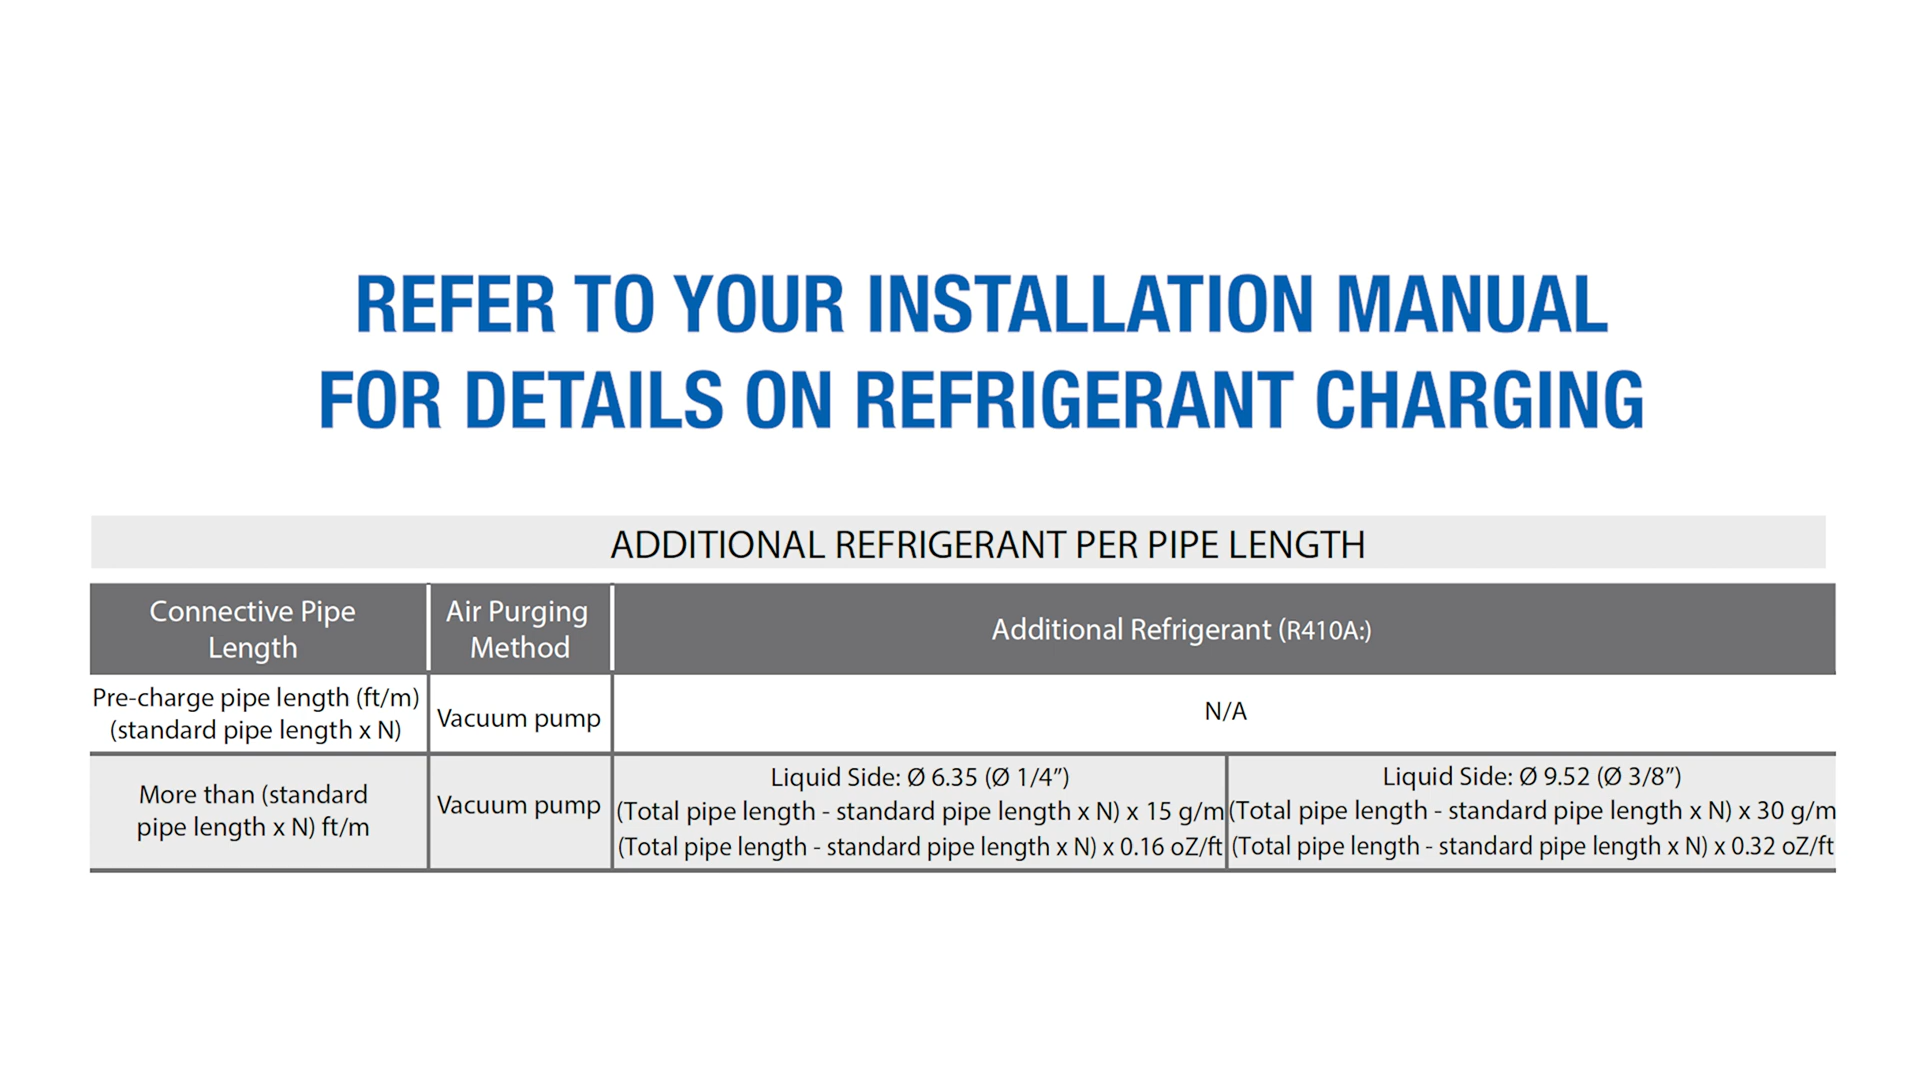 REFER TO YOUR INSTALLATION MANUAL
FOR DETAILS ON REFRIGERANT CHARGING
ADDITIONAL REFRIGERANT PER PIPE LENGTH
Connective Pipe
Length
Air Purging
Method
Additional Refrigerant (R410A:)
Pre-charge pipe length (ft/m)
(standard pipe length x N)
Vacuum pump
N/A
More than (standard
pipe length x N) ft/m
Vacuum pump
Liquid Side: Ø 6.35 (Ø 1/4”)
(Total pipe length - standard pipe length x N) x 15 g/m
(Total pipe length - standard pipe length x N) x 0.16 oZ/ft
Liquid Side: Ø 9.52 (Ø 3/8”)
(Total pipe length - standard pipe length x N) x 30 g/m
(Total pipe length - standard pipe length x N) x 0.32 oZ/ft